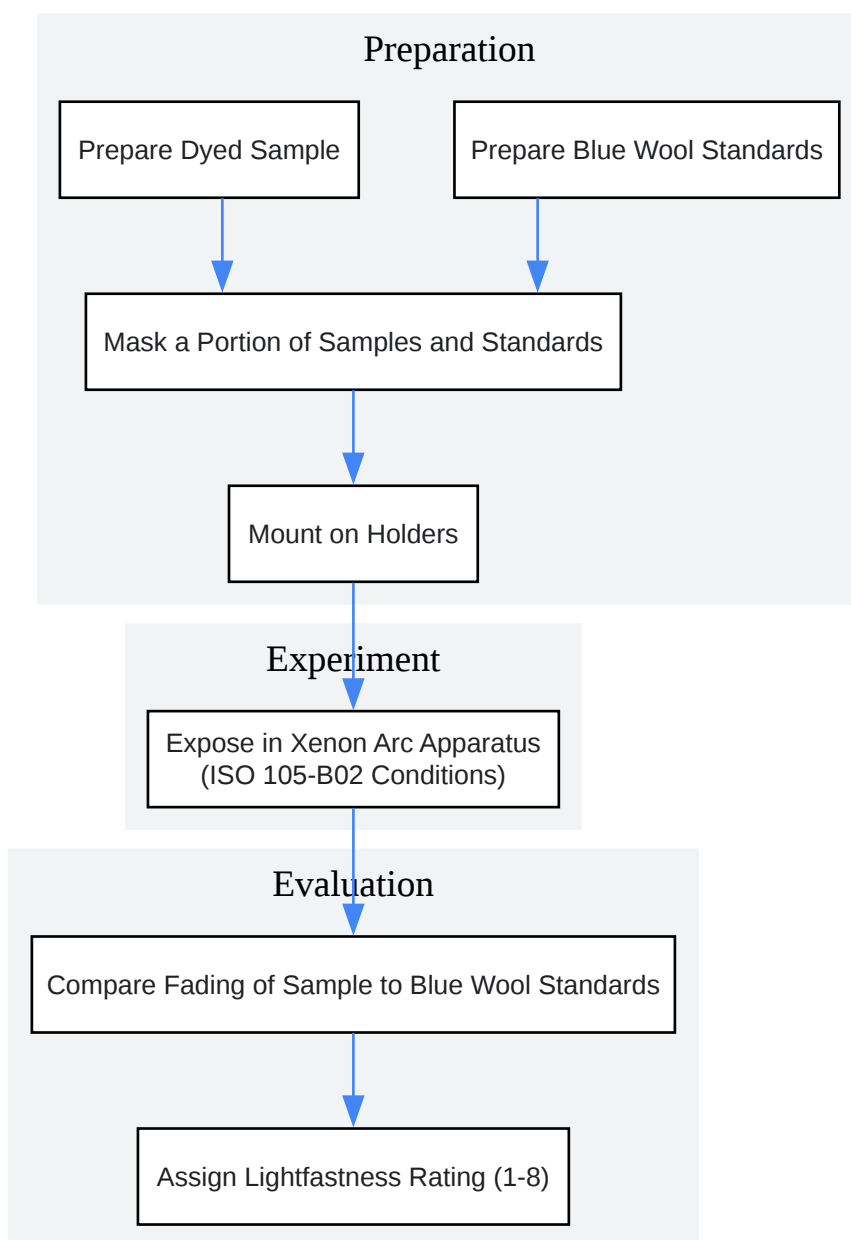 Preparation
Prepare Dyed Sample
Prepare Blue Wool Standards
Mask a Portion of Samples and Standards
Mount on Holders
Experiment
Expose in Xenon Arc Apparatus
(ISO 105-B02 Conditions)
Evaluation
Compare Fading of Sample to Blue Wool Standards
Assign Lightfastness Rating (1-8)